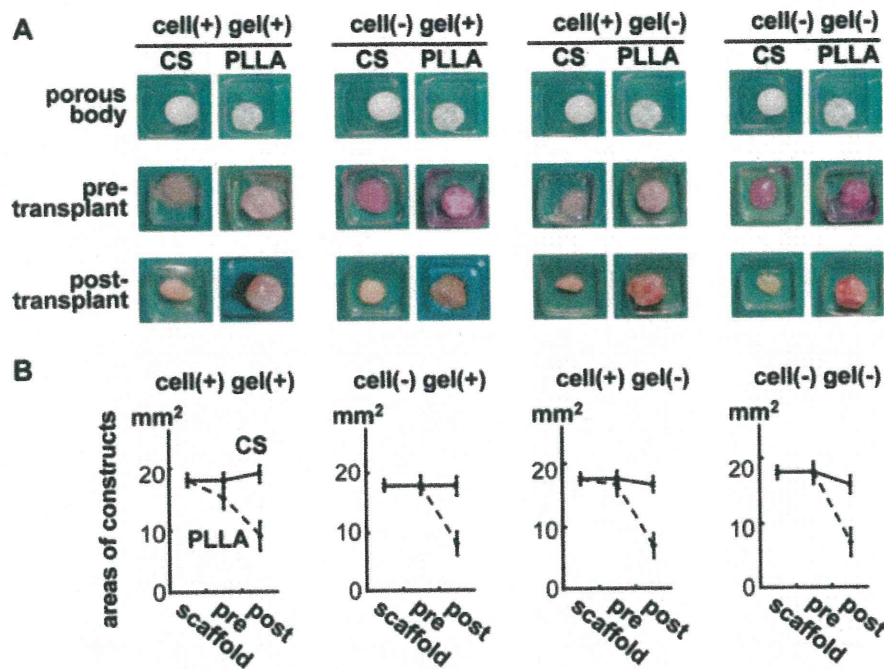 A
cell(+) gel(+) cell(-) gel(+) cell(+) gel(-) cell(-) gel(-)
CS PLLA CS PLLA CS PLLA CS PLLA
porous
body
pre-
transplant
post-
transplant
B
cell(+) gel(+) cell(-) gel(+) cell(+) gel(-) cell(-) gel(-)
mm² mm² mm² mm²
areas of constructs
CS
20 20 20 20
10 10 10 10
PLLA
0 0 0 0
scaffold pre post scaffold pre post scaffold pre post scaffold pre post